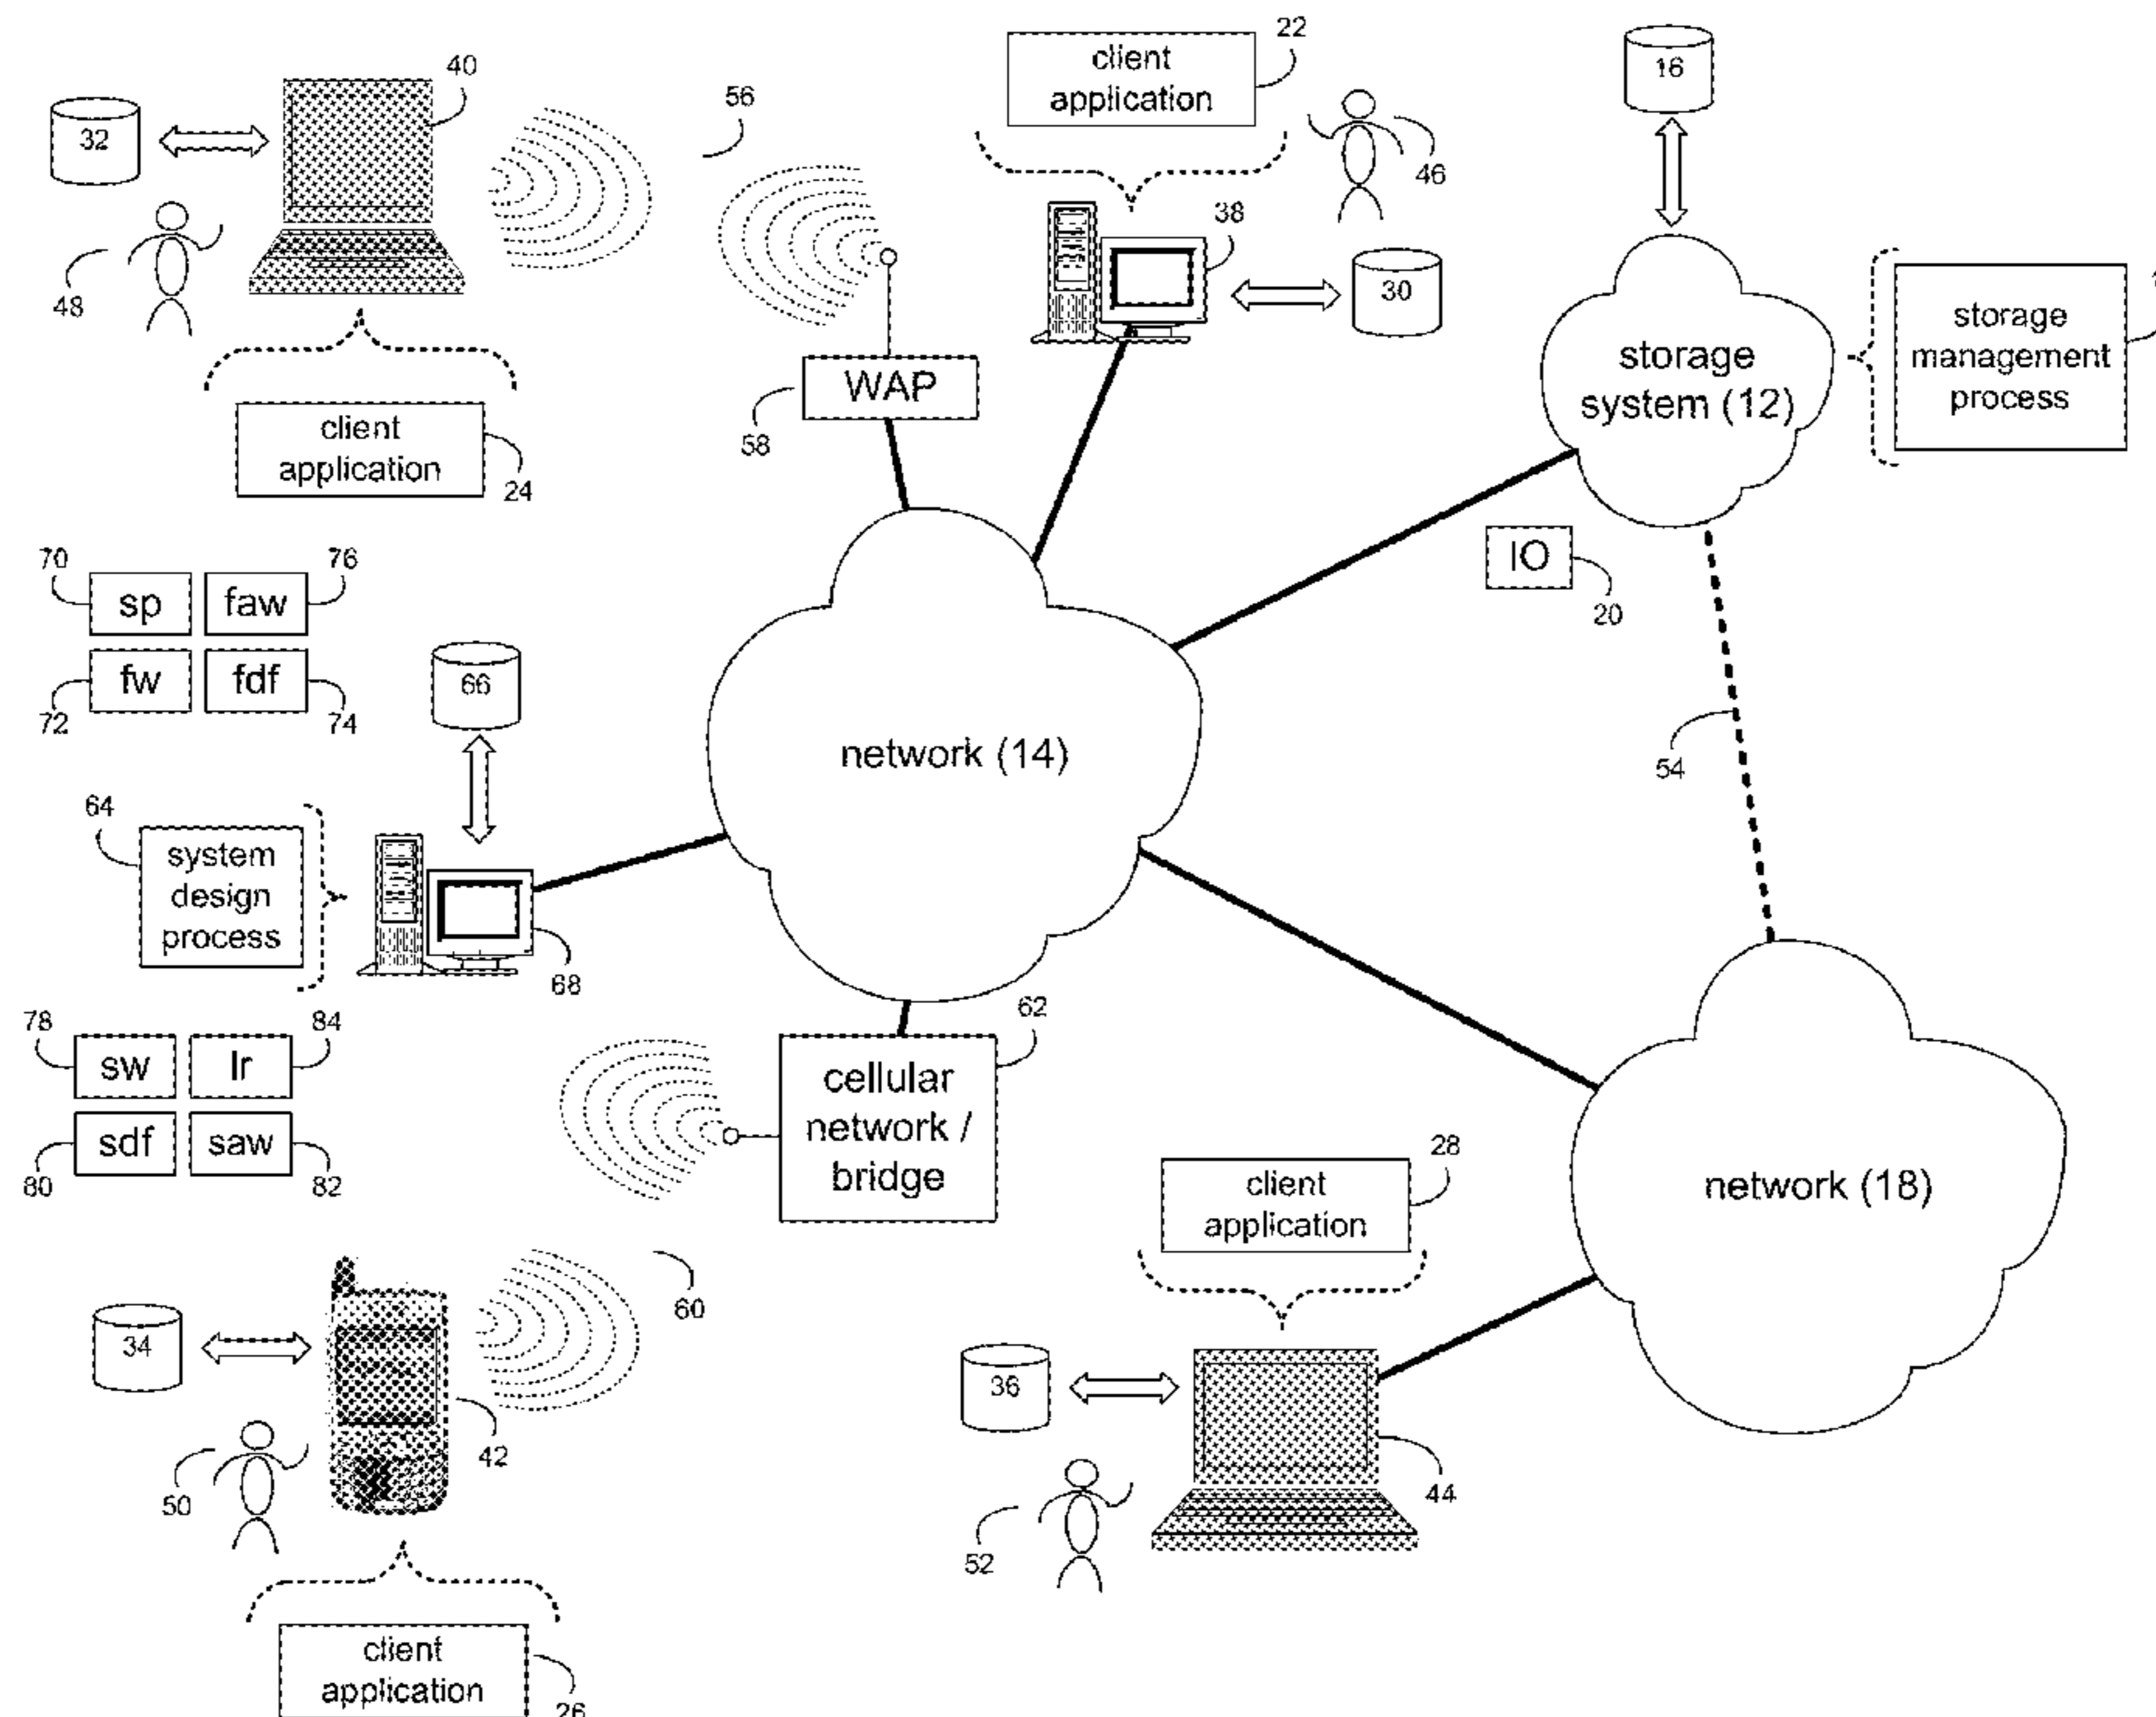 22
client
application
16
40
56
32
46
38
48
30
storage
management
process
storage
system (12)
WAP
58
client
application
24
IO
20
70
sp
faw
76
72
fw
fdf
74
66
network (14)
54
64
system
design
process
68
62
78
sw
lr
84
80
sdf
saw
82
cellular
network /
bridge
28
client
application
network (18)
60
34
42
50
36
44
52
client
application
26